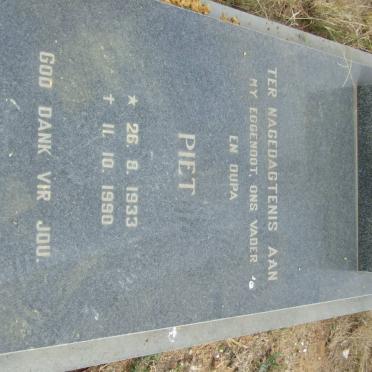 TER NAGEDAGTENIS AAN
MY EGGENOOT, ONS VADER
EN OUPA
PIET
★ 26. 8. 1933
† 11. 10. 1990
GOD DANK VIR JOU.